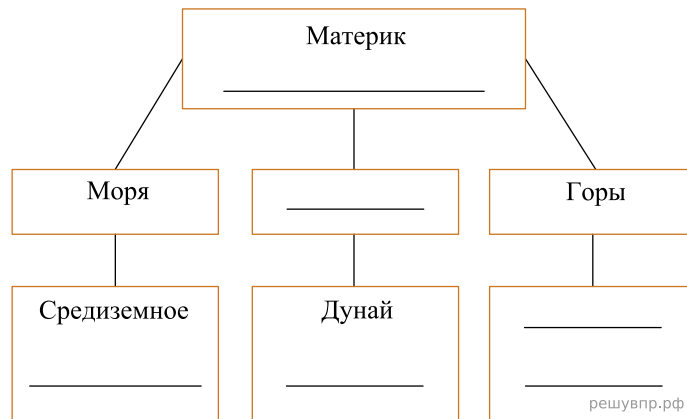 Материк
Моря
Горы
Средиземное
Дунай
решувпр.рф